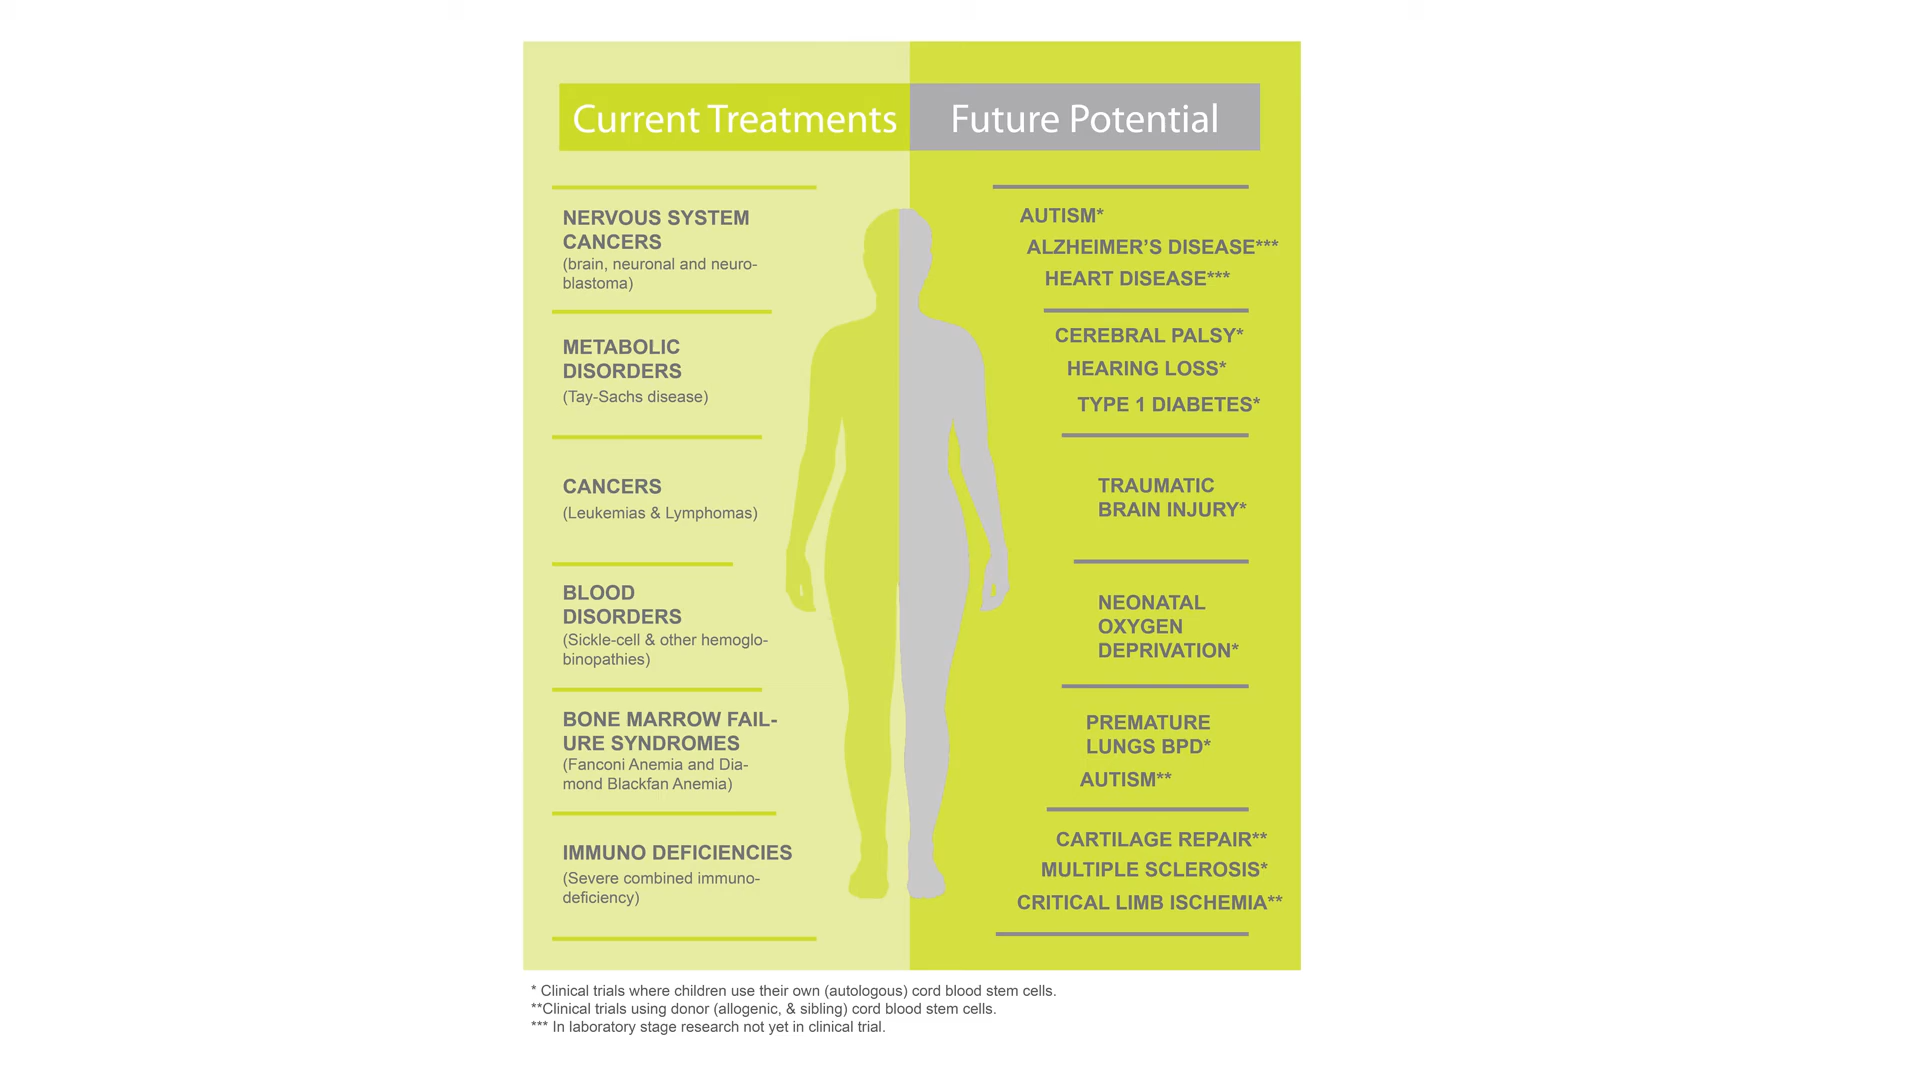 Current Treatments
Future Potential
NERVOUS SYSTEM
CANCERS
(brain, neuronal and neuro-
blastoma)
METABOLIC
DISORDERS
(Tay-Sachs disease)
CANCERS
(Leukemias & Lymphomas)
BLOOD
DISORDERS
(Sickle-cell & other hemoglo-
binopathies)
BONE MARROW FAIL-
URE SYNDROMES
(Fanconi Anemia and Dia-
mond Blackfan Anemia)
IMMUNO DEFICIENCIES
(Severe combined immuno-
deficiency)
AUTISM*
ALZHEIMER’S DISEASE***
HEART DISEASE***
CEREBRAL PALSY*
HEARING LOSS*
TYPE 1 DIABETES*
TRAUMATIC
BRAIN INJURY*
NEONATAL
OXYGEN
DEPRIVATION*
PREMATURE
LUNGS BPD*
AUTISM**
CARTILAGE REPAIR**
MULTIPLE SCLEROSIS*
CRITICAL LIMB ISCHEMIA**
* Clinical trials where children use their own (autologous) cord blood stem cells.
**Clinical trials using donor (allogenic, & sibling) cord blood stem cells.
*** In laboratory stage research not yet in clinical trial.